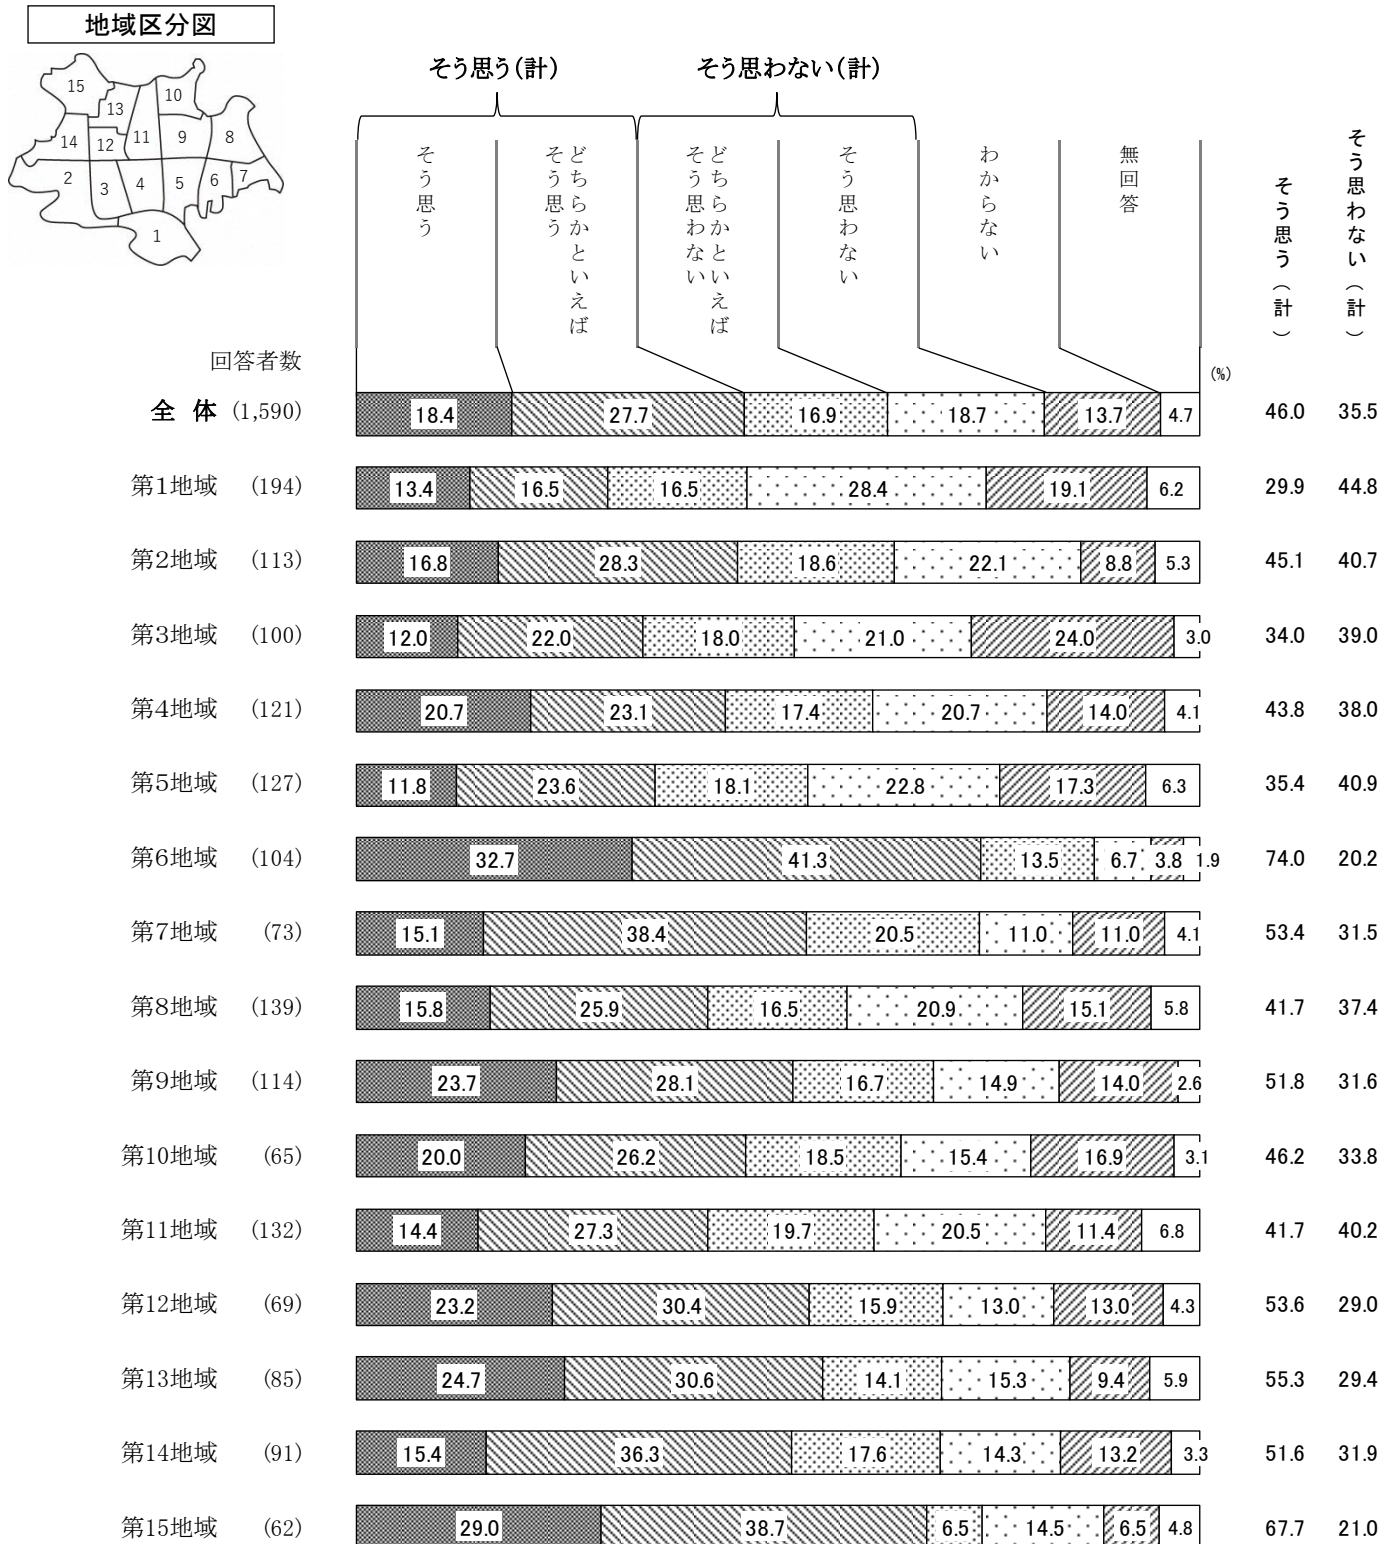 地域区分図
15
10
13
14
12
11
9
8
2
3
4
5
6
7
1
そう思う(計)
そう思わない(計)
そう思う
どちらかといえば
そう思う
どちらかといえば
そう思わない
そう思わない
わからない
無回答
そう思う(計)
そう思わない(計)
回答者数
(%)
全 体 (1,590) 18.4 27.7 16.9 18.7 13.7 4.7 46.0 35.5
第1地域 (194) 13.4 16.5 16.5 28.4 19.1 6.2 29.9 44.8
第2地域 (113) 16.8 28.3 18.6 22.1 8.8 5.3 45.1 40.7
第3地域 (100) 12.0 22.0 18.0 21.0 24.0 3.0 34.0 39.0
第4地域 (121) 20.7 23.1 17.4 20.7 14.0 4.1 43.8 38.0
第5地域 (127) 11.8 23.6 18.1 22.8 17.3 6.3 35.4 40.9
第6地域 (104) 32.7 41.3 13.5 6.7 3.8 1.9 74.0 20.2
第7地域 (73) 15.1 38.4 20.5 11.0 11.0 4.1 53.4 31.5
第8地域 (139) 15.8 25.9 16.5 20.9 15.1 5.8 41.7 37.4
第9地域 (114) 23.7 28.1 16.7 14.9 14.0 2.6 51.8 31.6
第10地域 (65) 20.0 26.2 18.5 15.4 16.9 3.1 46.2 33.8
第11地域 (132) 14.4 27.3 19.7 20.5 11.4 6.8 41.7 40.2
第12地域 (69) 23.2 30.4 15.9 13.0 13.0 4.3 53.6 29.0
第13地域 (85) 24.7 30.6 14.1 15.3 9.4 5.9 55.3 29.4
第14地域 (91) 15.4 36.3 17.6 14.3 13.2 3.3 51.6 31.9
第15地域 (62) 29.0 38.7 6.5 14.5 6.5 4.8 67.7 21.0